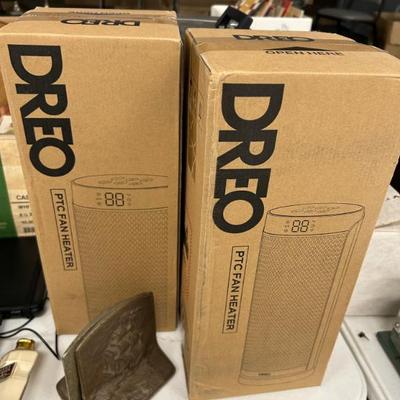 DREO
PTC FAN HEATER
88
DREO
OPEN HERE
DREO
PTC FAN HEATER
88
DREO